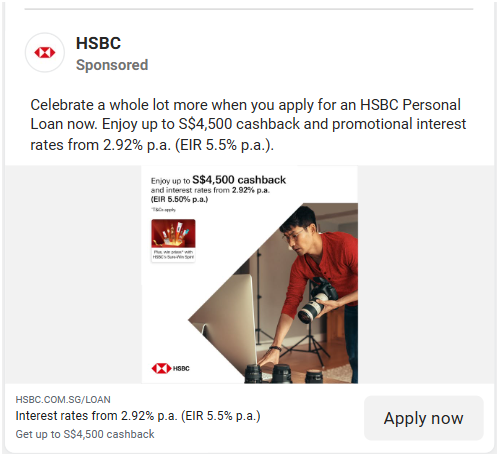 HSBC
Sponsored
Celebrate a whole lot more when you apply for an HSBC Personal
Loan now. Enjoy up to S$4,500 cashback and promotional interest
rates from 2.92% p.a. (EIR 5.5% p.a.).
Enjoy up to S$4,500 cashback
and interest rates from 2.92% p.a.
(EIR 5.50% p.a.)
*T&Cs apply.
Plus, win prizes* with
HSBC's Sure-Win Spin!
HSBC
HSBC.COM.SG/LOAN
Interest rates from 2.92% p.a. (EIR 5.5% p.a.)
Get up to S$4,500 cashback
Apply now